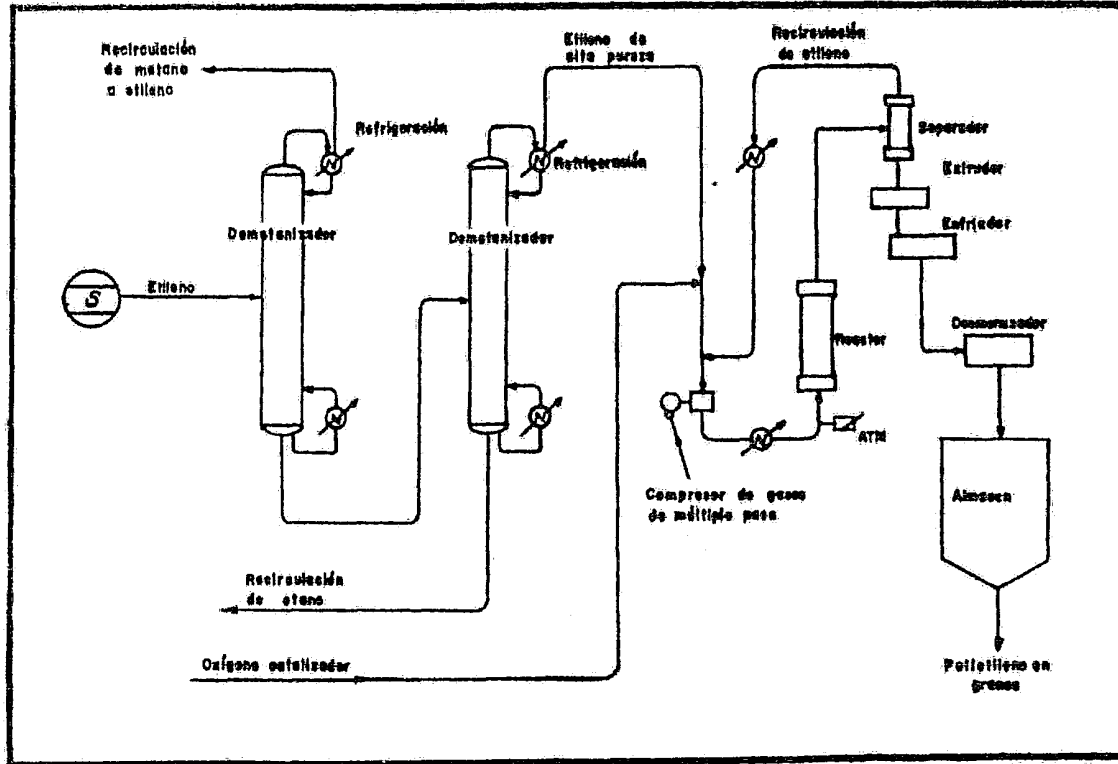 Recirculación
de metano
a etileno
Etileno de
alta pureza
Recirculación
de etileno
Refrigeración
Refrigeración
Separador
Extrudor
Demetanizador
Demetanizador
Enfriador
S
Etileno
Reactor
Desmenuzador
ATM
Compresor de gases
de múltiple paso
Almacen
Recirculación
de etano
Oxígeno catalizador
Polietileno en
granos